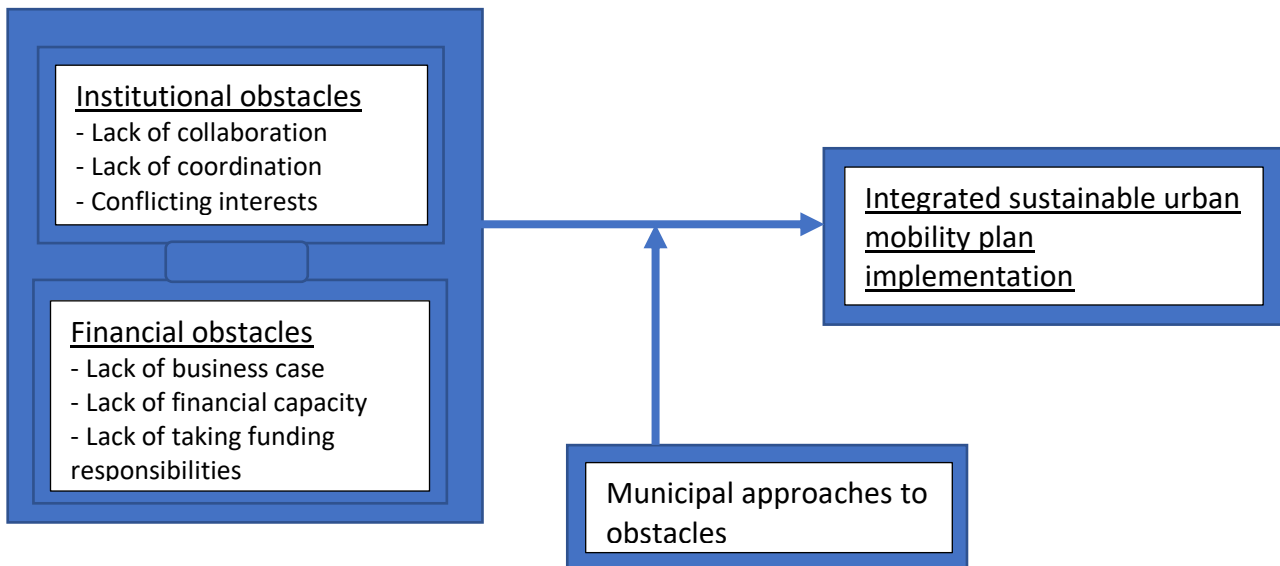 Institutional obstacles
- Lack of collaboration
- Lack of coordination
- Conflicting interests
Financial obstacles
- Lack of business case
- Lack of financial capacity
- Lack of taking funding
responsibilities
Integrated sustainable urban
mobility plan
implementation
Municipal approaches to
obstacles